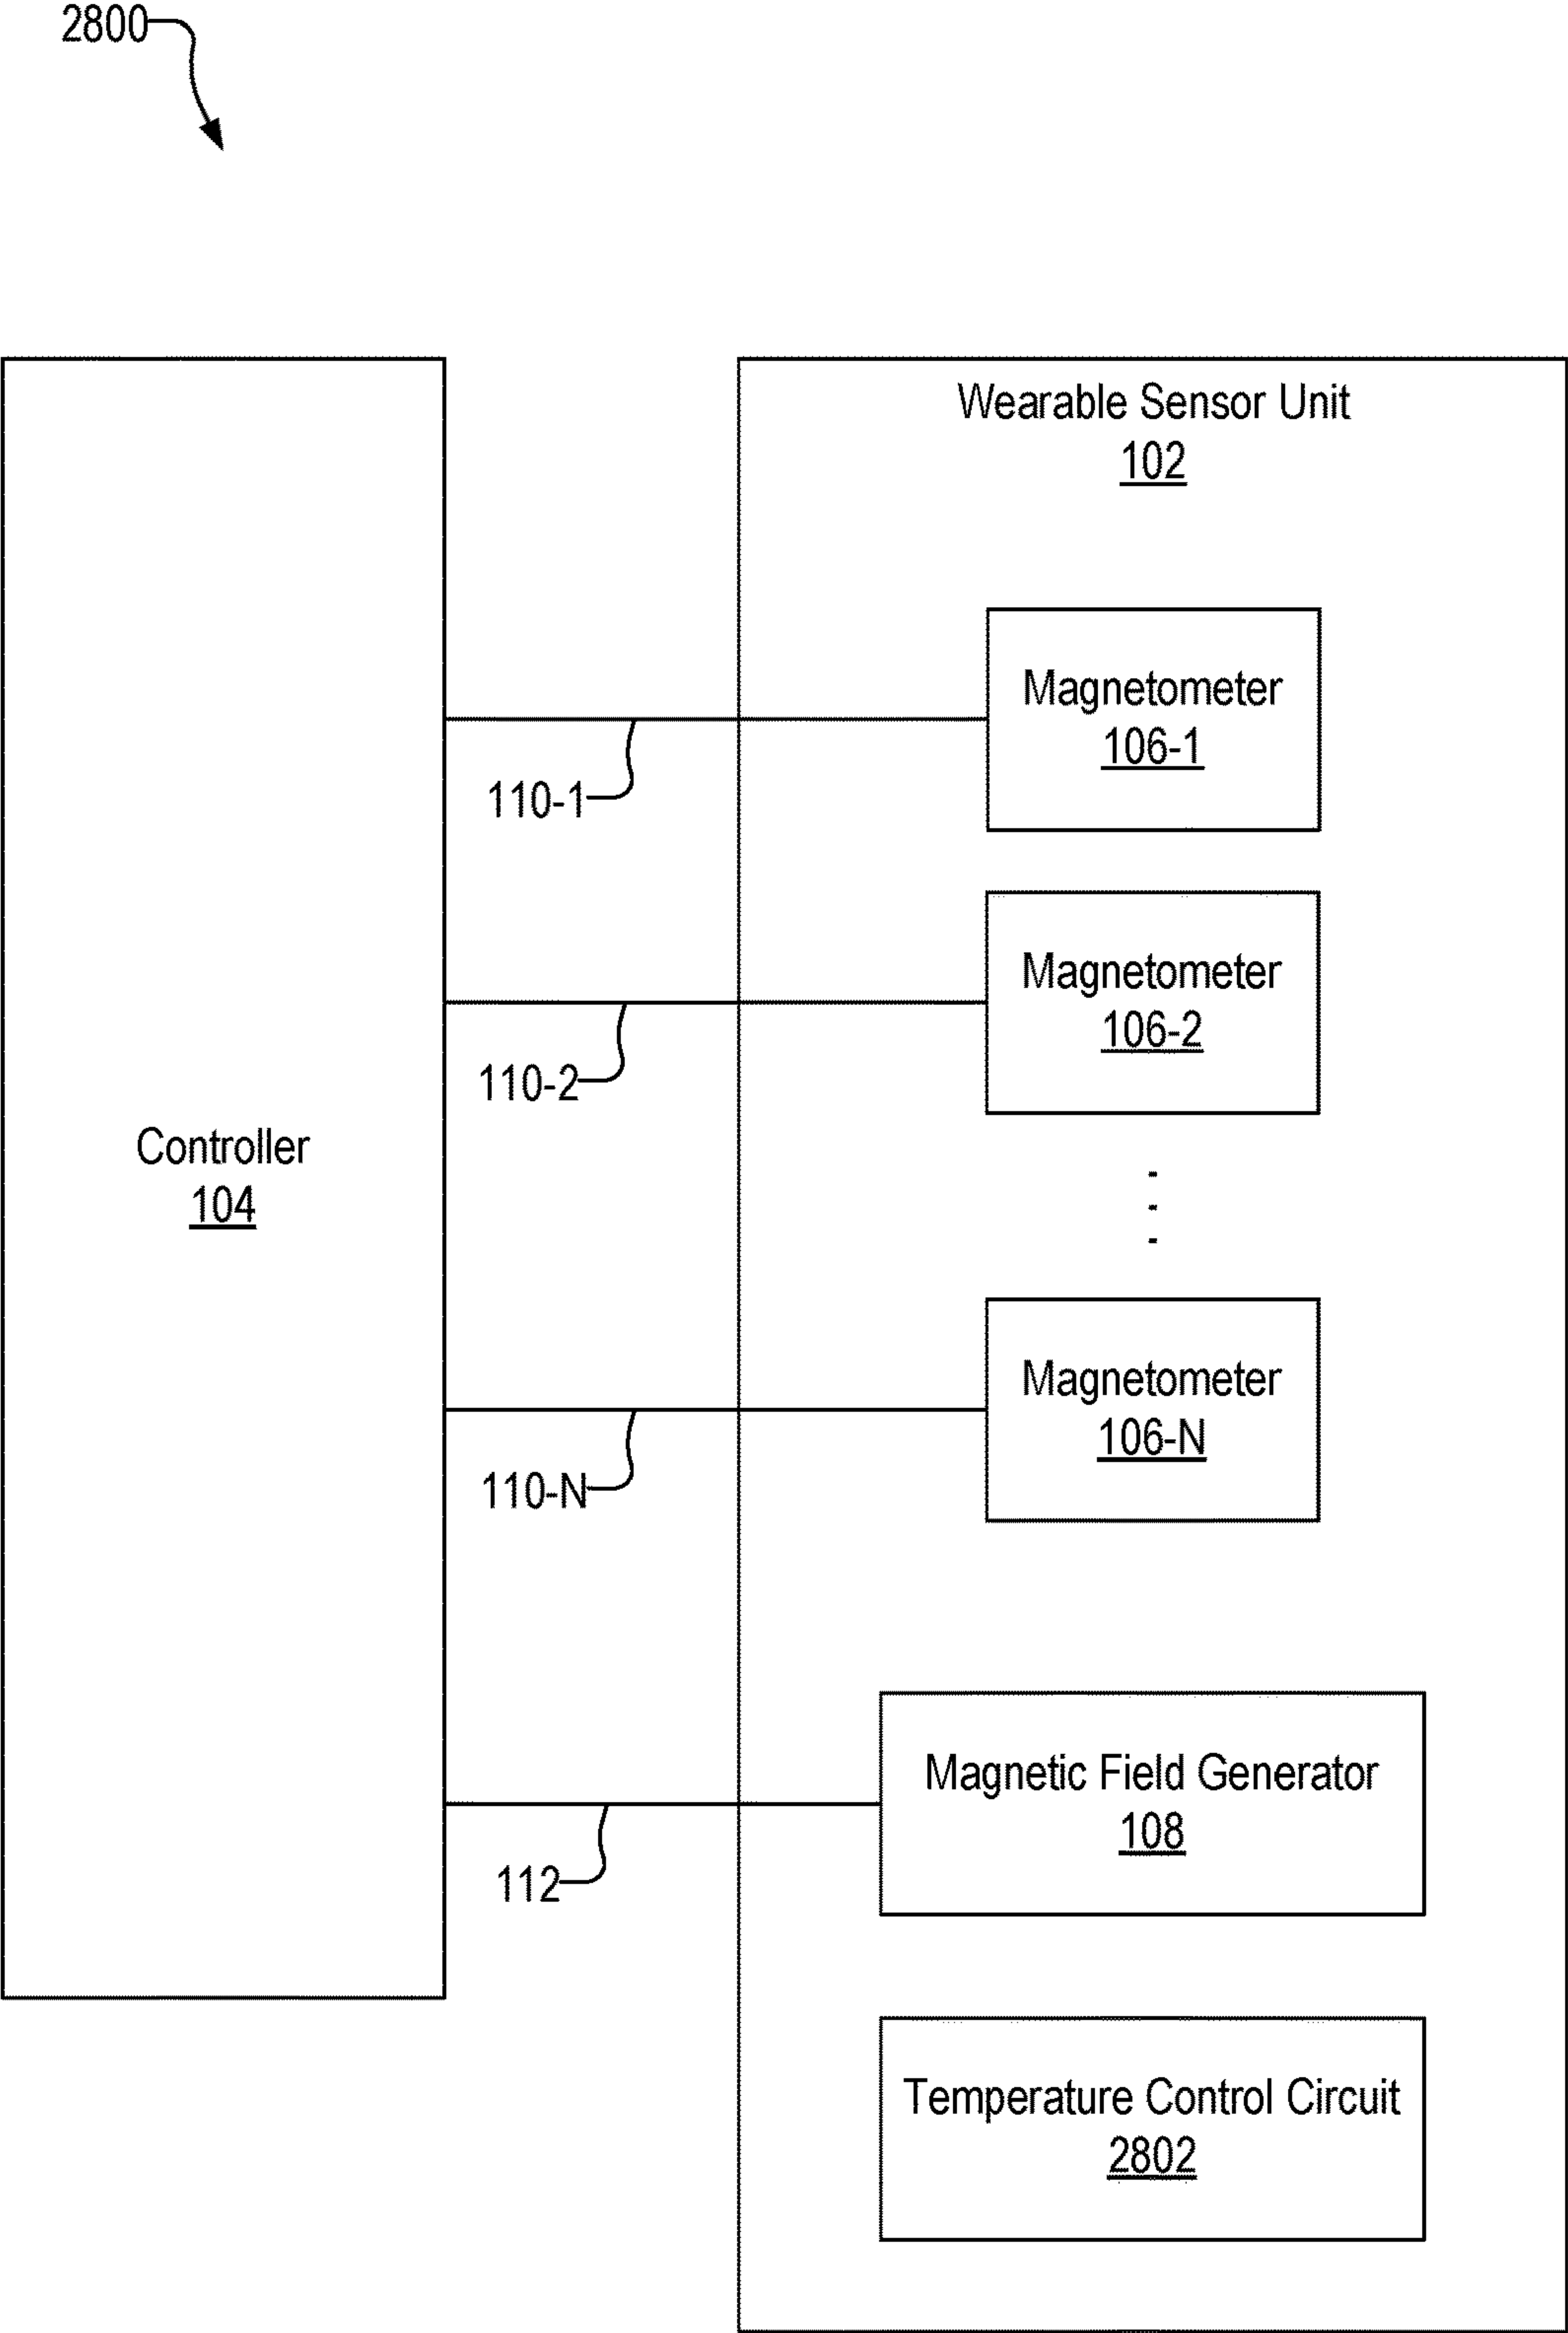 2800
Wearable Sensor Unit
102
Magnetometer
106-1
110-1
Magnetometer
106-2
110-2
Controller
104
Magnetometer
106-N
110-N
Magnetic Field Generator
108
112
Temperature Control Circuit
2802